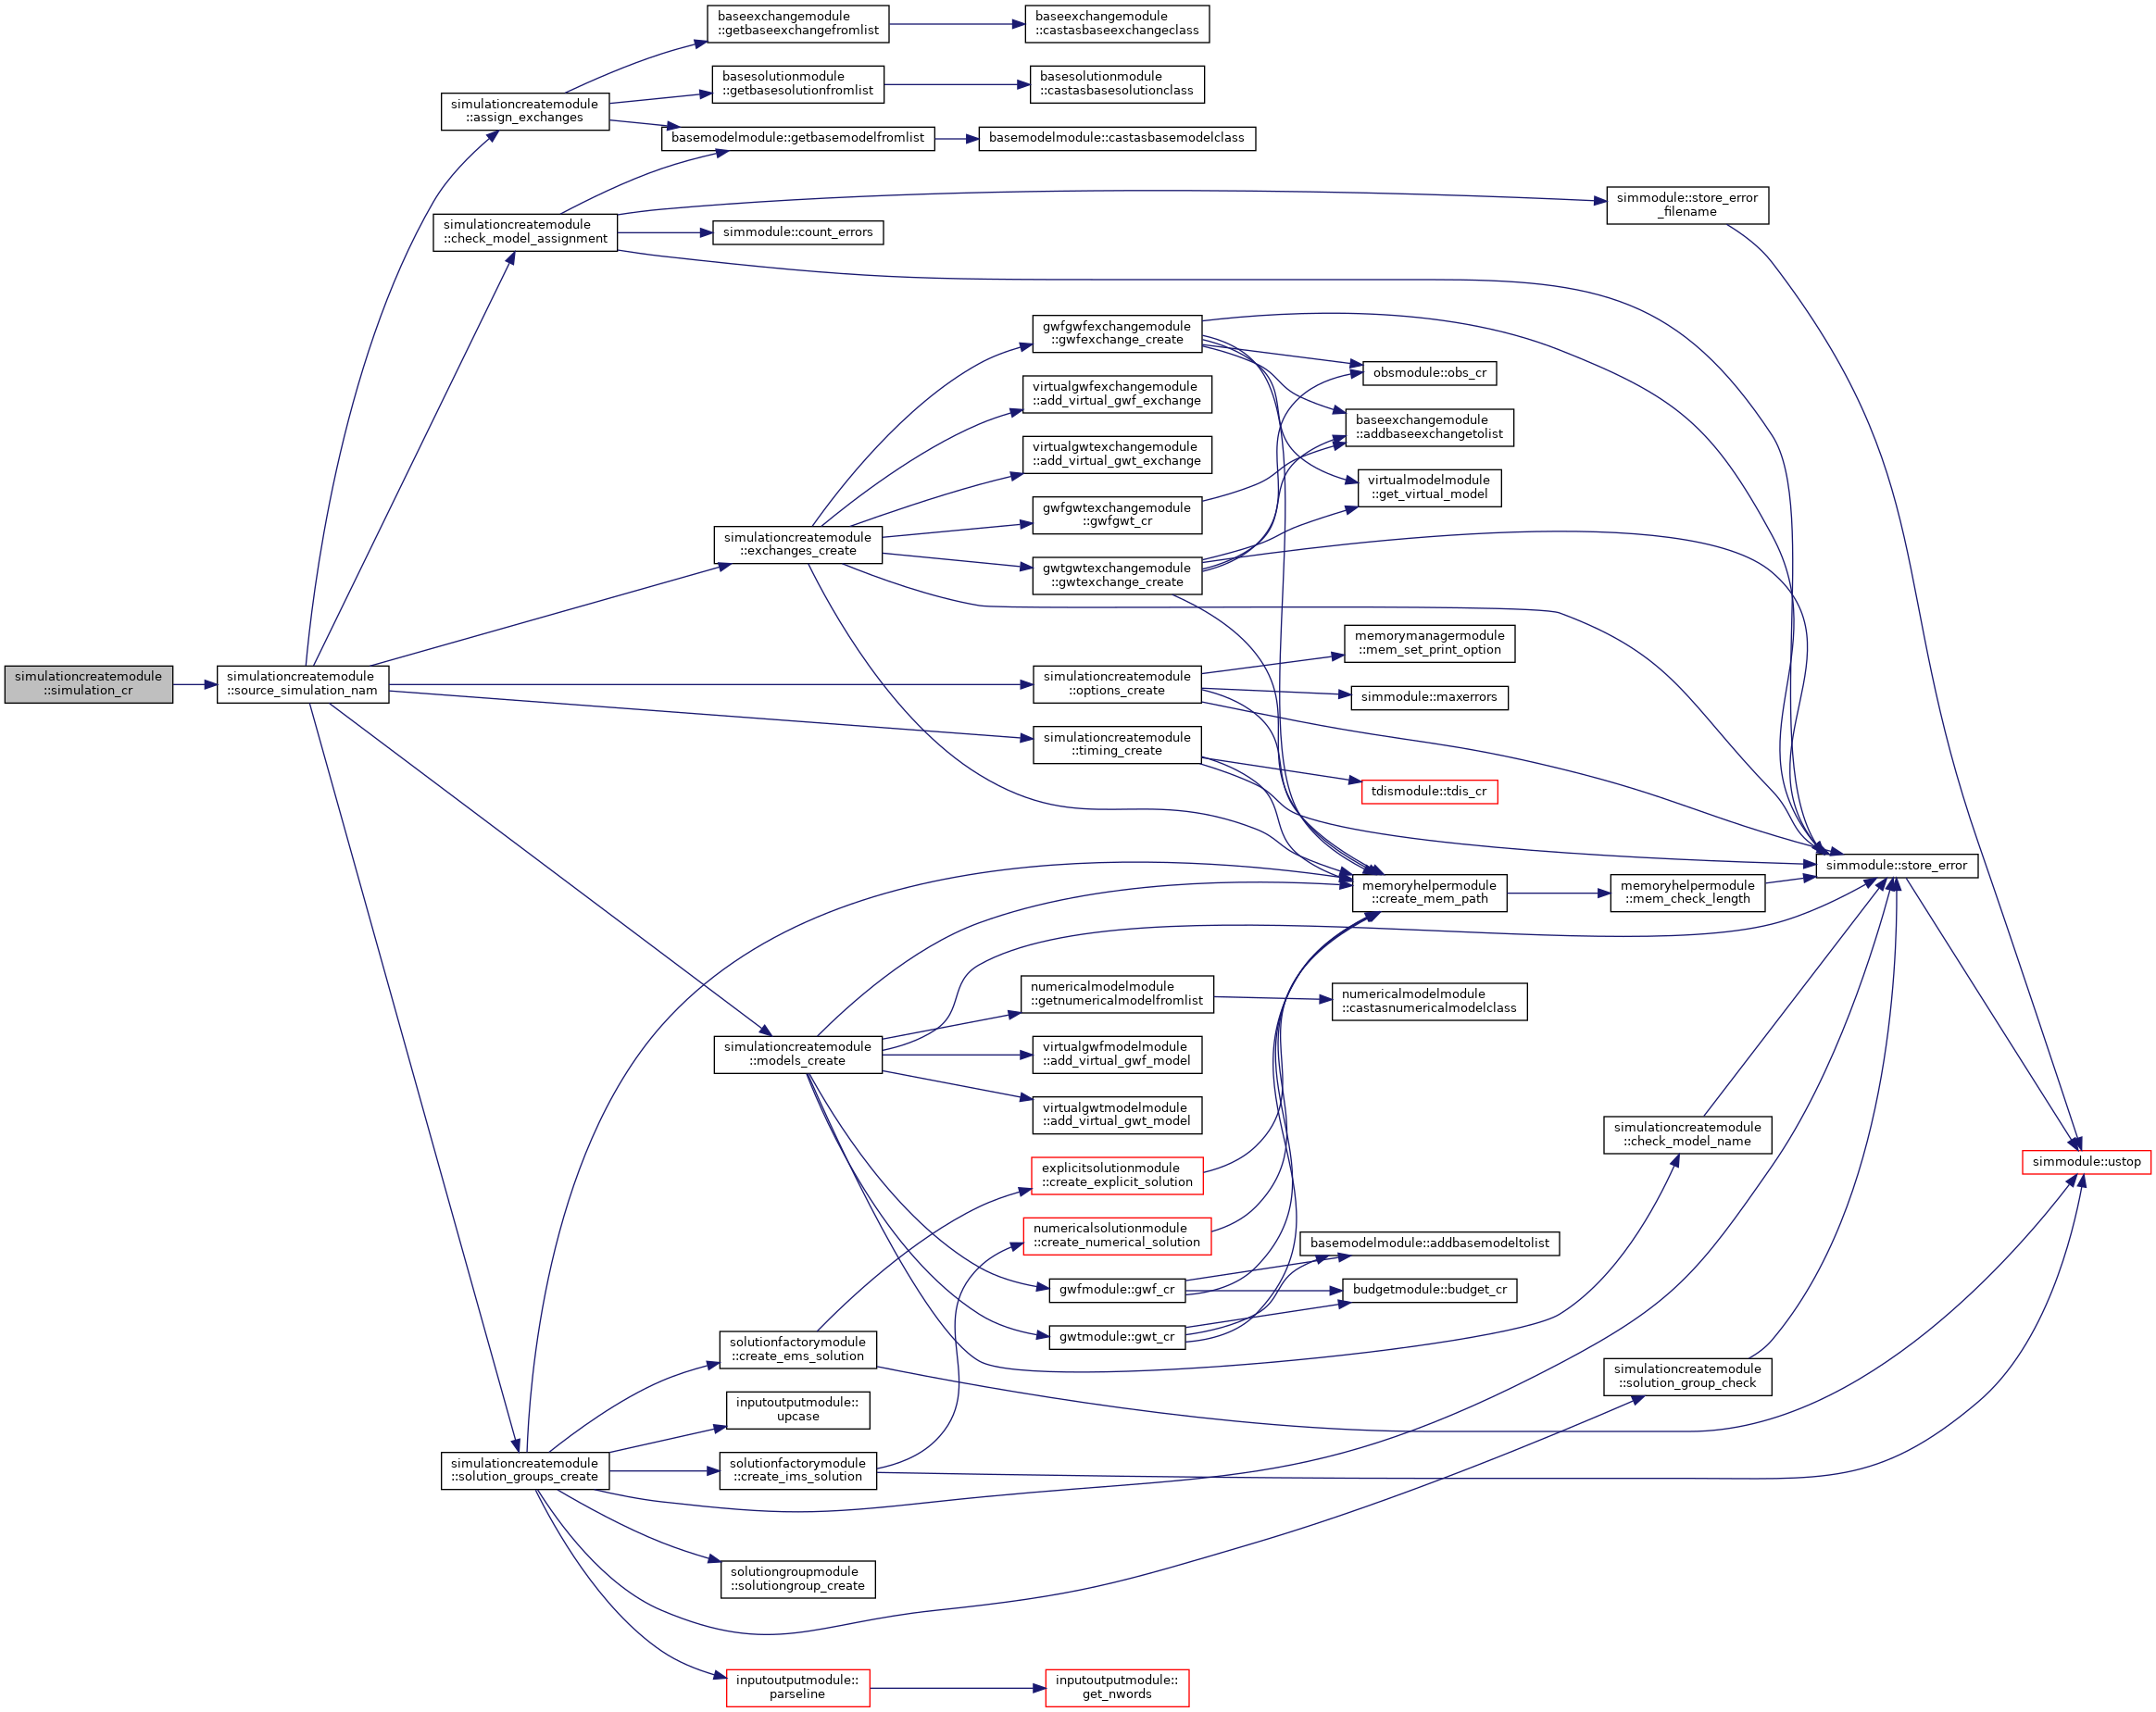 baseexchangemodule
::getbaseexchangefromlist
baseexchangemodule
::castasbaseexchangeclass
basesolutionmodule
::getbasesolutionfromlist
basesolutionmodule
::castasbasesolutionclass
simulationcreatemodule
::assign_exchanges
basemodelmodule::getbasemodelfromlist
basemodelmodule::castasbasemodelclass
simmodule::store_error
_filename
simulationcreatemodule
::check_model_assignment
simmodule::count_errors
gwfgwfexchangemodule
::gwfexchange_create
obsmodule::obs_cr
virtualgwfexchangemodule
::add_virtual_gwf_exchange
baseexchangemodule
::addbaseexchangetolist
virtualgwtexchangemodule
::add_virtual_gwt_exchange
virtualmodelmodule
::get_virtual_model
gwfgwtexchangemodule
::gwfgwt_cr
simulationcreatemodule
::exchanges_create
gwtgwtexchangemodule
::gwtexchange_create
memorymanagermodule
::mem_set_print_option
simulationcreatemodule
::simulation_cr
simulationcreatemodule
::source_simulation_nam
simulationcreatemodule
::options_create
simmodule::maxerrors
simulationcreatemodule
::timing_create
tdismodule::tdis_cr
simmodule::store_error
memoryhelpermodule
::create_mem_path
memoryhelpermodule
::mem_check_length
numericalmodelmodule
::getnumericalmodelfromlist
numericalmodelmodule
::castasnumericalmodelclass
simulationcreatemodule
::models_create
virtualgwfmodelmodule
::add_virtual_gwf_model
virtualgwtmodelmodule
::add_virtual_gwt_model
simulationcreatemodule
::check_model_name
simmodule::ustop
explicitsolutionmodule
::create_explicit_solution
numericalsolutionmodule
::create_numerical_solution
basemodelmodule::addbasemodeltolist
gwfmodule::gwf_cr
budgetmodule::budget_cr
gwtmodule::gwt_cr
solutionfactorymodule
::create_ems_solution
simulationcreatemodule
::solution_group_check
inputoutputmodule::
upcase
simulationcreatemodule
::solution_groups_create
solutionfactorymodule
::create_ims_solution
solutiongroupmodule
::solutiongroup_create
inputoutputmodule::
parseline
inputoutputmodule::
get_nwords